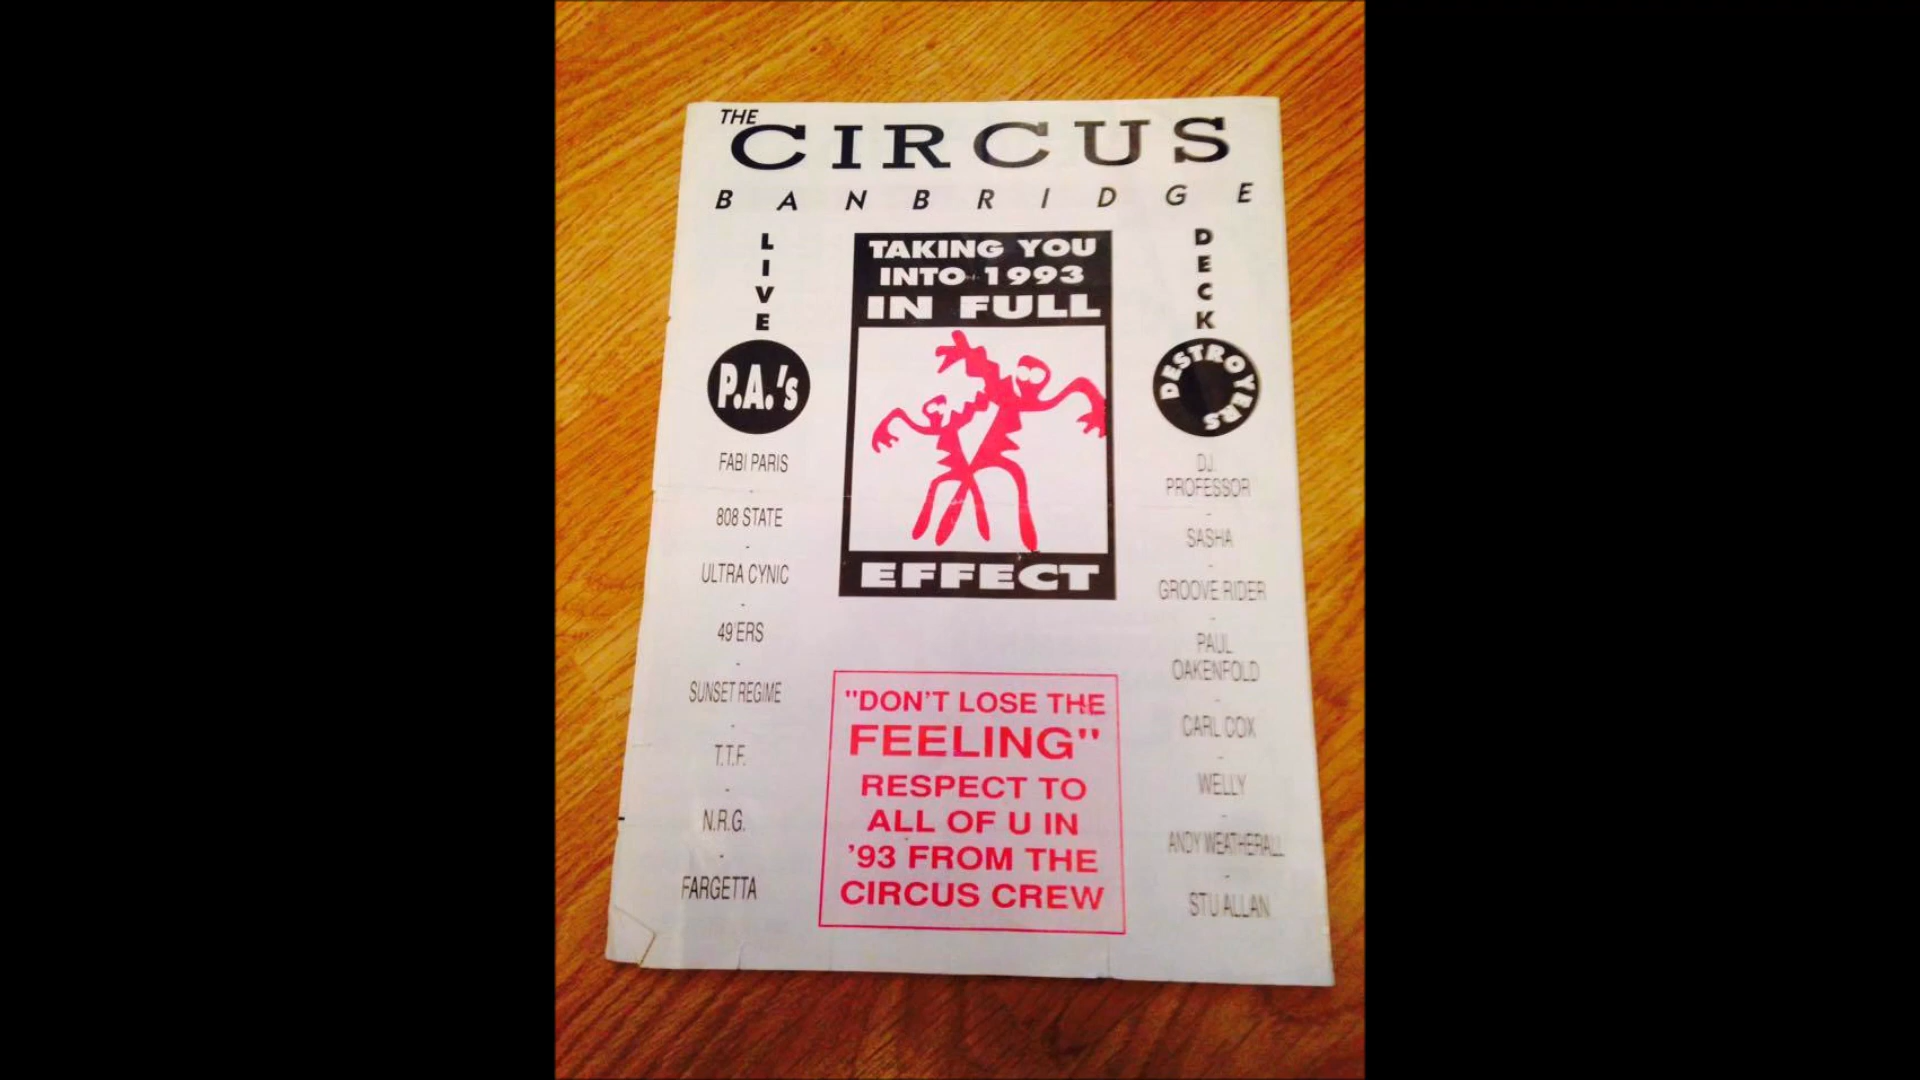 THE
CIRCUS
BANBRIDGE
LIVE
P.A.'s
FABI PARIS
-
808 STATE
-
ULTRA CYNIC
-
49'ERS
-
SUNSET REGIME
-
T.T.F.
-
N.R.G.
-
FARGETTA
TAKING YOU
INTO 1993
IN FULL
EFFECT
"DON'T LOSE THE
FEELING"
RESPECT TO
ALL OF U IN
'93 FROM THE
CIRCUS CREW
DECK
DESTROYERS
DJ.
PROFESSOR
-
SASHA
-
GROOVE RIDER
-
PAUL
OAKENFOLD
-
CARL COX
-
WELLY
-
ANDY WEATHERALL
-
STU ALLAN